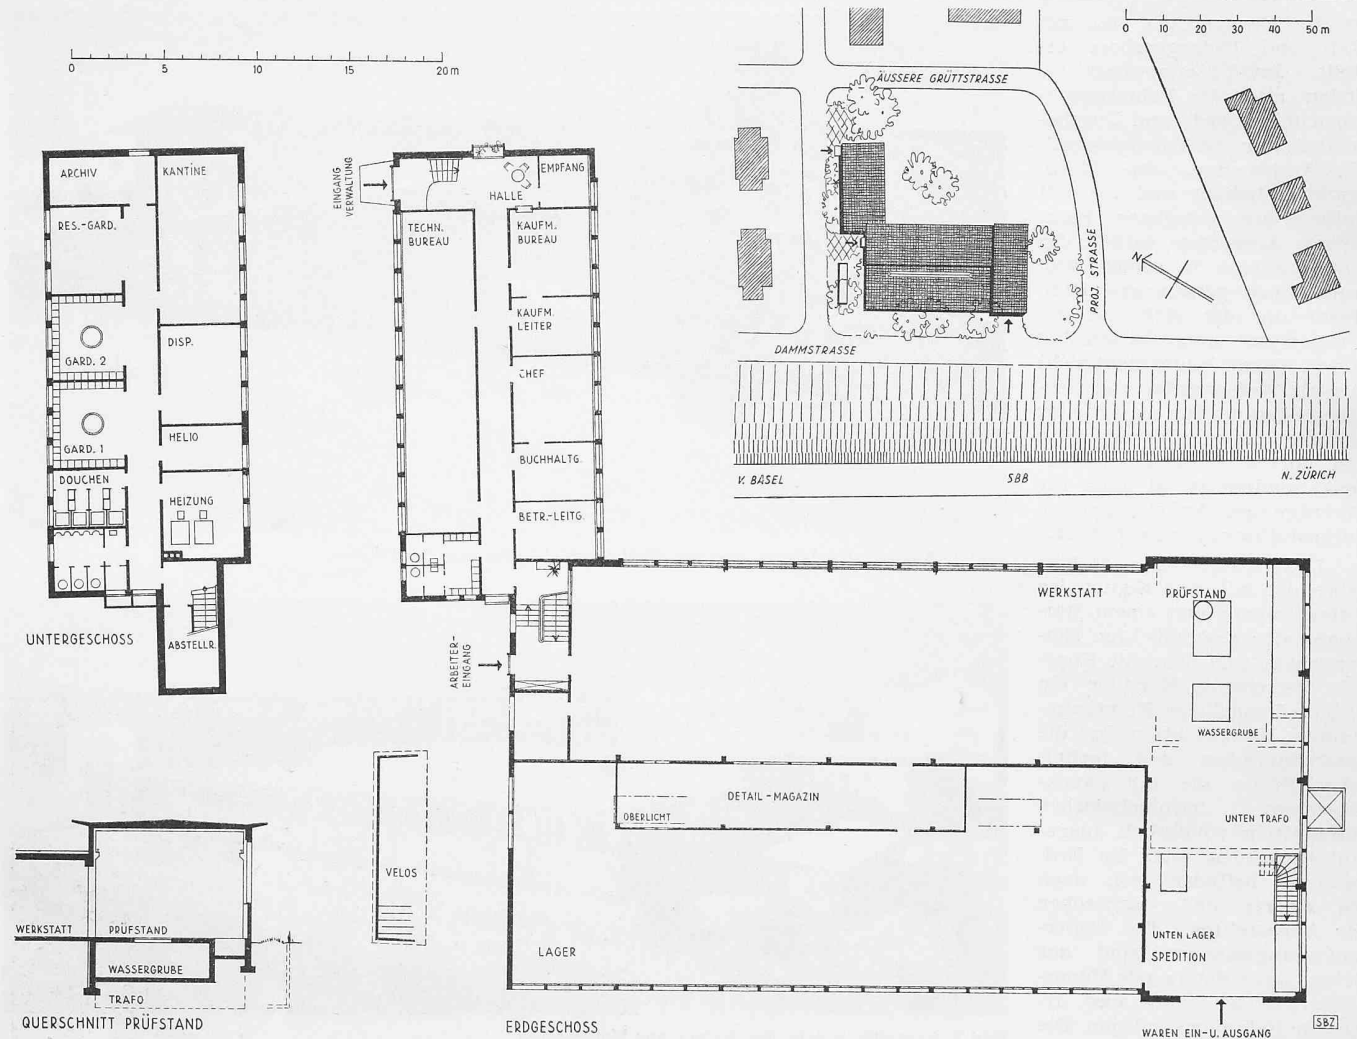 0 5 10 15 20 m
ARCHIV
KANTINE
RES.-GARD.
GARD. 2
DISP.
GARD. 1
HELIO
DOUCHEN
HEIZUNG
ABSTELLR.
UNTERGESCHOSS
EINGANG
VERWALTUNG
HALLE
EMPFANG
TECHN.
BUREAU
KAUFM.
BUREAU
KAUFM.
LEITER
CHEF
BUCHHALTG.
BETR.-LEITG.
ARBEITER-
EINGANG
VELOS
WERKSTATT
PRÜFSTAND
WASSERGRUBE
DETAIL-MAGAZIN
OBERLICHT
UNTEN TRAFO
LAGER
UNTEN LAGER
SPEDITION
WAREN EIN-U. AUSGANG
ERDGESCHOSS
WERKSTATT
PRÜFSTAND
WASSERGRUBE
TRAFO
QUERSCHNITT PRÜFSTAND
0 10 20 30 40 50 m
ÄUSSERE GRÜTTSTRASSE
PROJ. STRASSE
N
DAMMSTRASSE
V. BASEL
SBB
N. ZÜRICH
SBZ